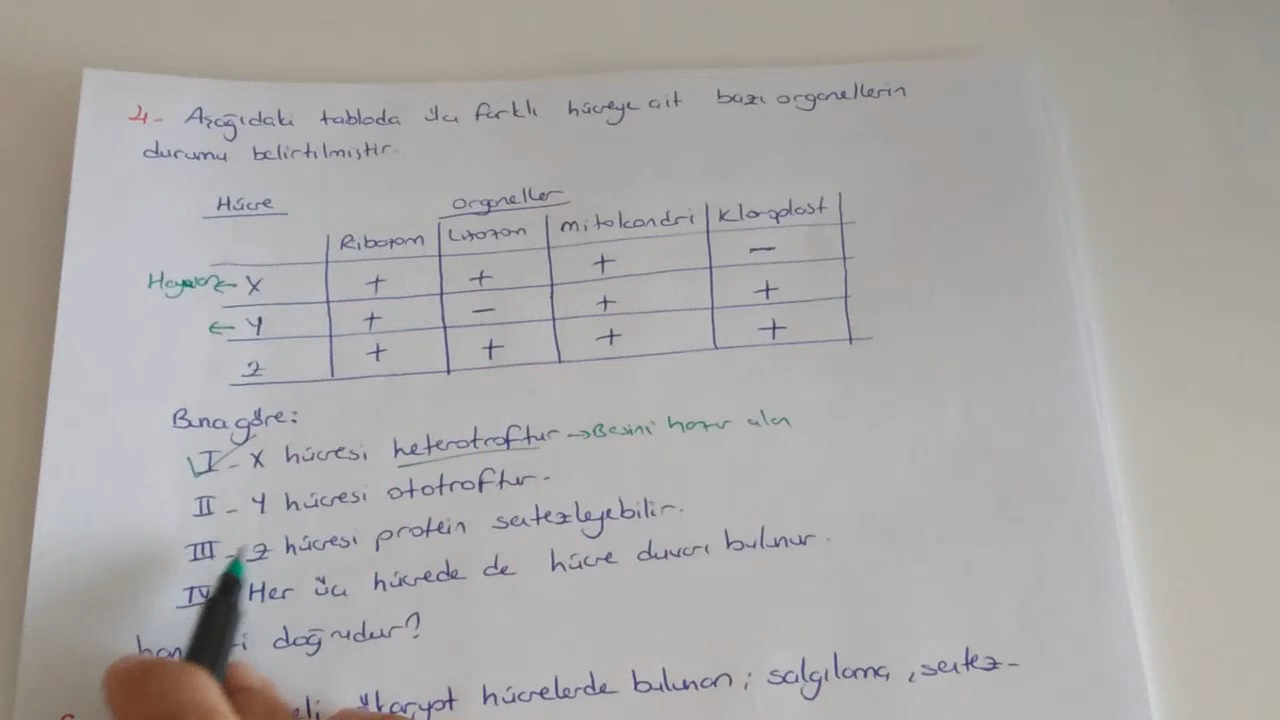 4- Aşağıdaki tabloda üç farklı hücreye ait bazı organellerin
durumu belirtilmiştir.
Hücre Organeller
Ribozom Lizozom mitokondri Kloroplast
Hayvan ← X + + + -
← Y + - + +
Z + + + +
Buna göre:
I- X hücresi heterotroftur → Besini hazır alan
II- Y hücresi ototroftur.
III- Z hücresi protein sentezleyebilir.
IV Her üç hücrede de hücre duvarı bulunur.
doğrudur?
ökaryot hücrelerde bulunan; salgılama, sentez-